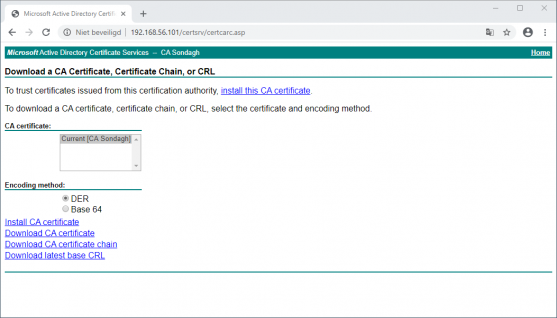 Microsoft Active Directory Certifi
Niet beveiligd | 192.168.56.101/certsrv/certcarc.asp
Microsoft Active Directory Certificate Services -- CA Sondagh Home
Download a CA Certificate, Certificate Chain, or CRL
To trust certificates issued from this certification authority, install this CA certificate.
To download a CA certificate, certificate chain, or CRL, select the certificate and encoding method.
CA certificate:
Current [CA Sondagh]
Encoding method:
DER
Base 64
Install CA certificate
Download CA certificate
Download CA certificate chain
Download latest base CRL